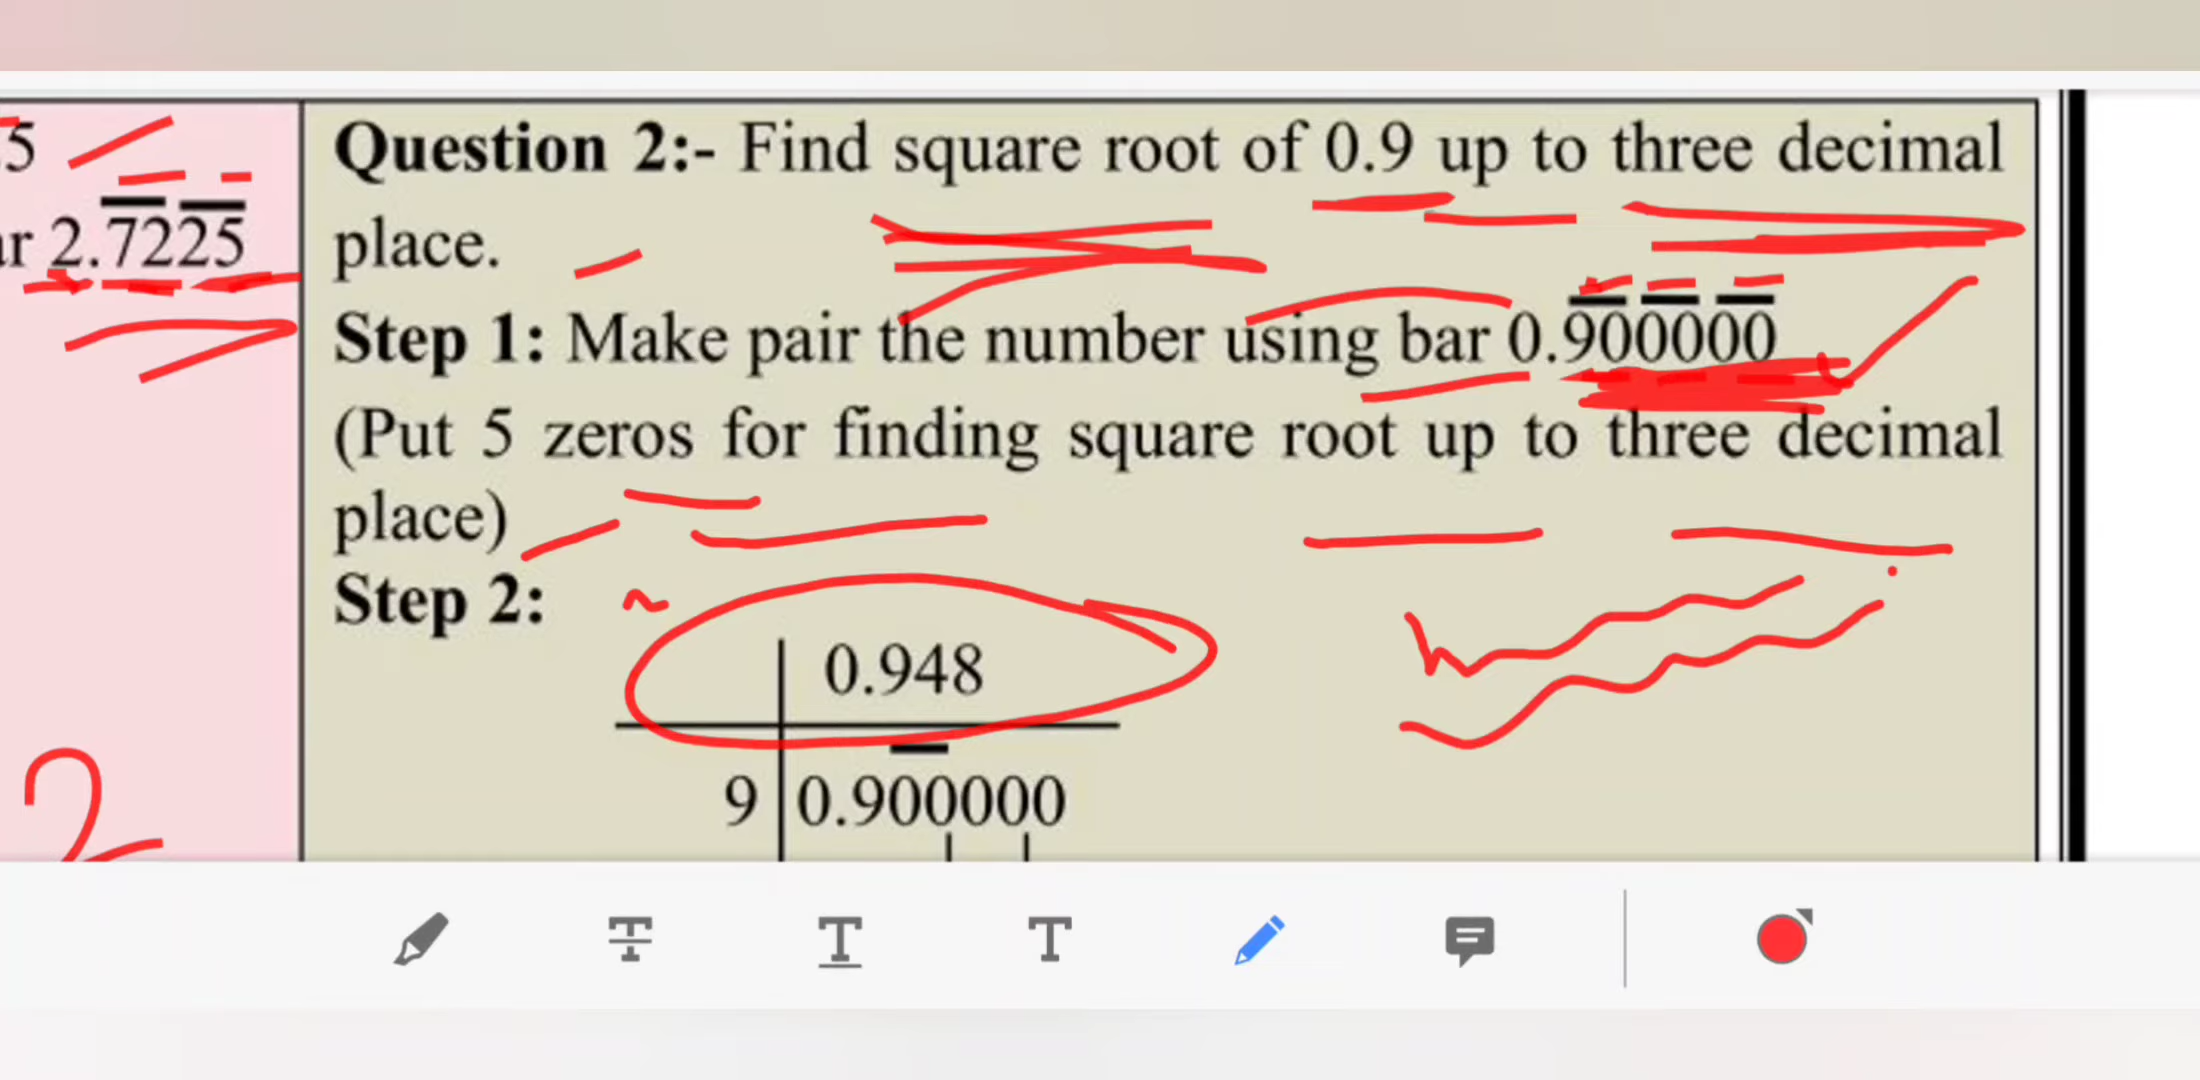 5
ar 2.7225
Question 2:- Find square root of 0.9 up to three decimal
place.
Step 1: Make pair the number using bar 0.900000
(Put 5 zeros for finding square root up to three decimal
place)
Step 2:
0.948
9 0.900000
2
T T T